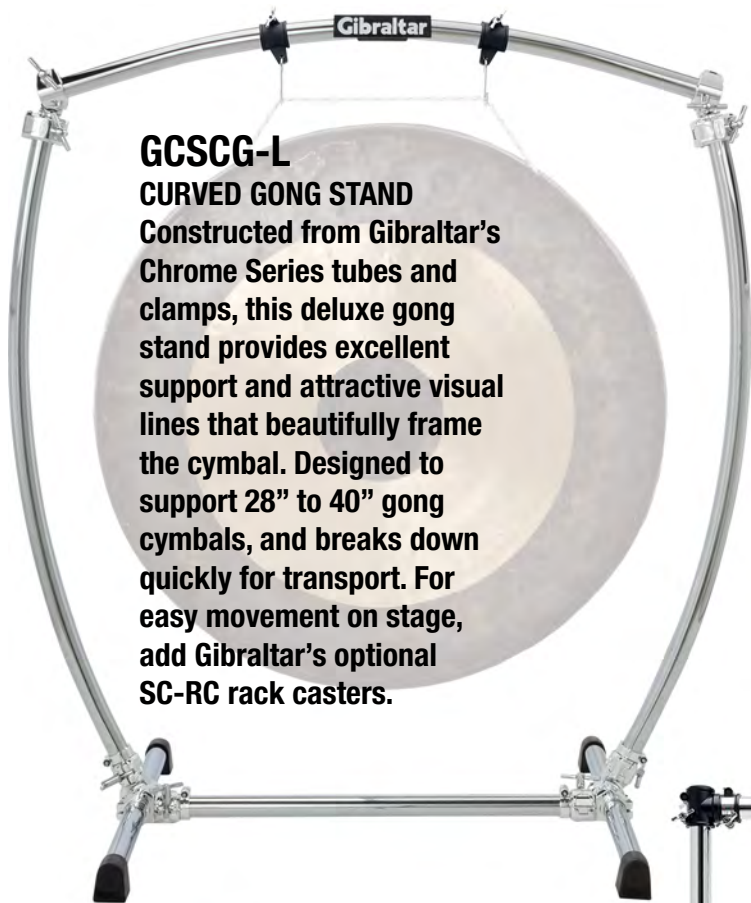 Gibraltar
GCSCG-L
CURVED GONG STAND
Constructed from Gibraltar’s
Chrome Series tubes and
clamps, this deluxe gong
stand provides excellent
support and attractive visual
lines that beautifully frame
the cymbal. Designed to
support 28” to 40” gong
cymbals, and breaks down
quickly for transport. For
easy movement on stage,
add Gibraltar’s optional
SC-RC rack casters.